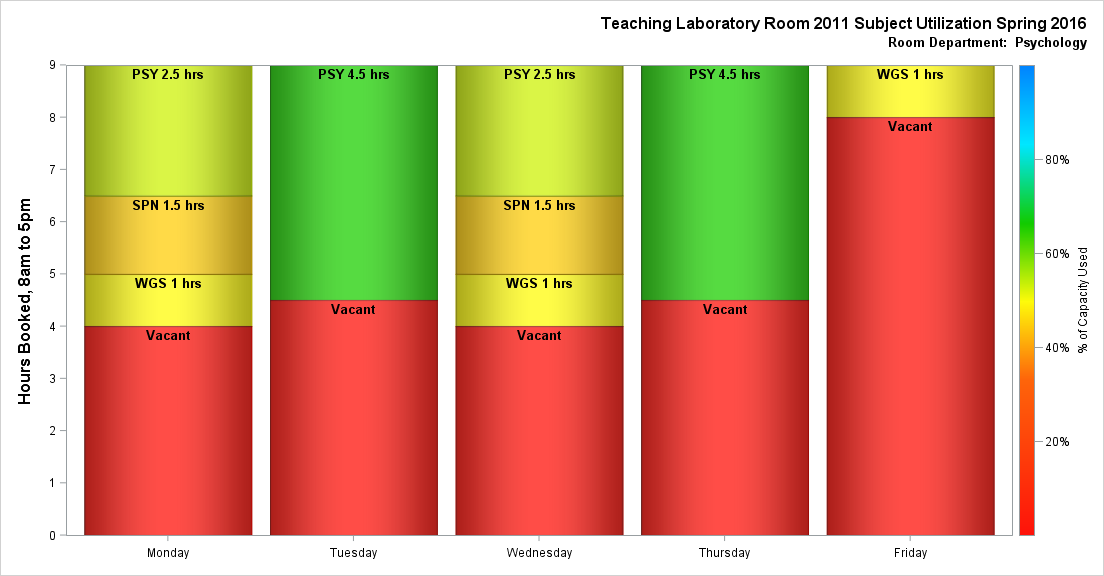 Teaching Laboratory Room 2011 Subject Utilization Spring 2016
Room Department:  Psychology
Hours Booked, 8am to 5pm
9
8
7
6
5
4
3
2
1
0
PSY 2.5 hrs
SPN 1.5 hrs
WGS 1 hrs
Vacant
PSY 4.5 hrs
Vacant
PSY 2.5 hrs
SPN 1.5 hrs
WGS 1 hrs
Vacant
PSY 4.5 hrs
Vacant
WGS 1 hrs
Vacant
Monday
Tuesday
Wednesday
Thursday
Friday
80%
60%
40%
20%
% of Capacity Used